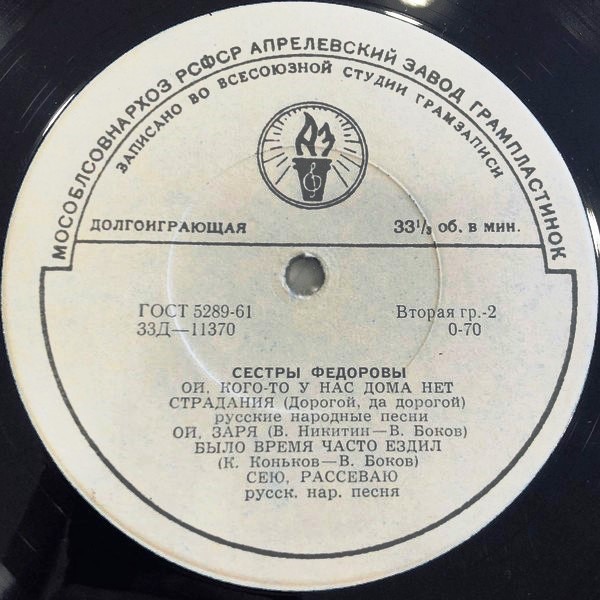 МОСОБЛСОВНАРХОЗ РСФСР АПРЕЛЕВСКИЙ ЗАВОД ГРАМПЛАСТИНОК
ЗАПИСАНО ВО ВСЕСОЮЗНОЙ СТУДИИ ГРАМЗАПИСИ
АЗ
ДОЛГОИГРАЮЩАЯ 33⅓ об. в мин.
ГОСТ 5289-61 Вторая гр.-2
33Д—11370 0-70
СЕСТРЫ ФЕДОРОВЫ
ОЙ, КОГО-ТО У НАС ДОМА НЕТ
СТРАДАНИЯ (Дорогой, да дорогой)
русские народные песни
ОЙ, ЗАРЯ (В. Никитин—В. Боков)
БЫЛО ВРЕМЯ ЧАСТО ЕЗДИЛ
(К. Коньков—В. Боков)
СЕЮ, РАССЕВАЮ
русск. нар. песня